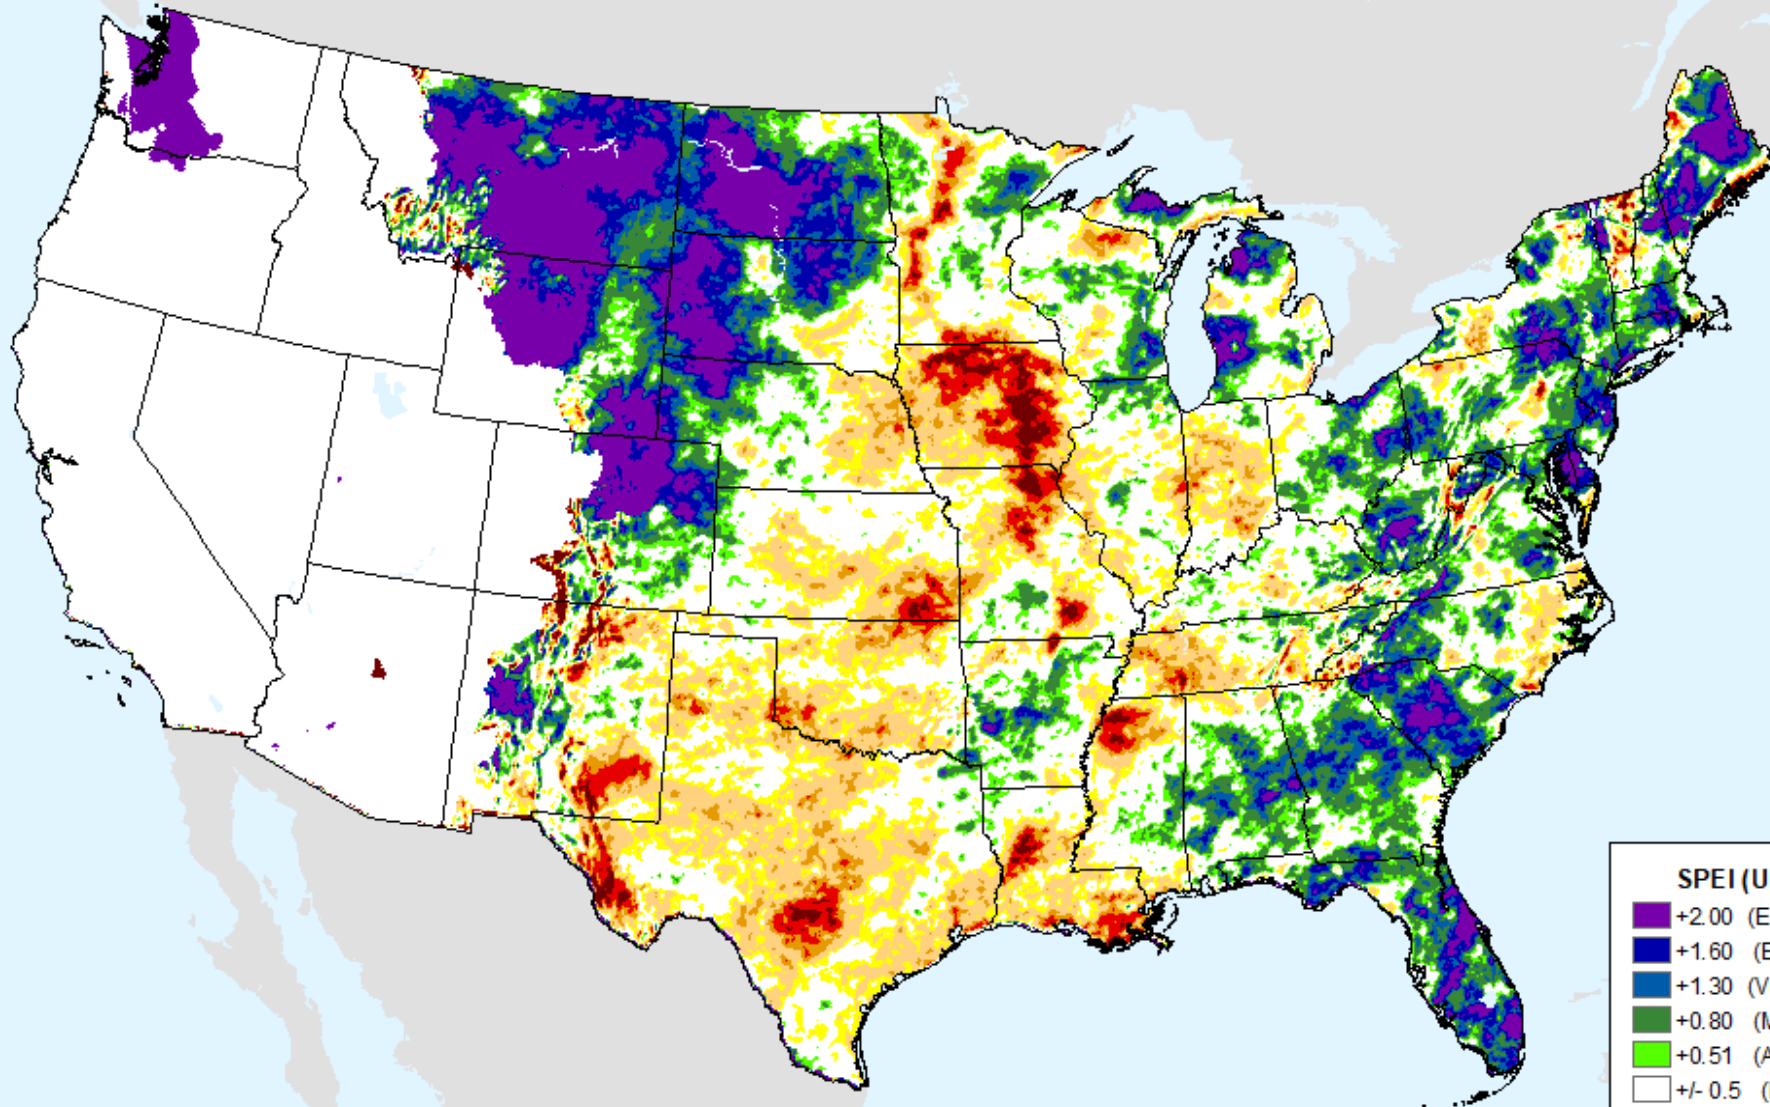 SPEI (U
+2.00 (E
+1.60 (E
+1.30 (V
+0.80 (M
+0.51 (A
+/- 0.5 (